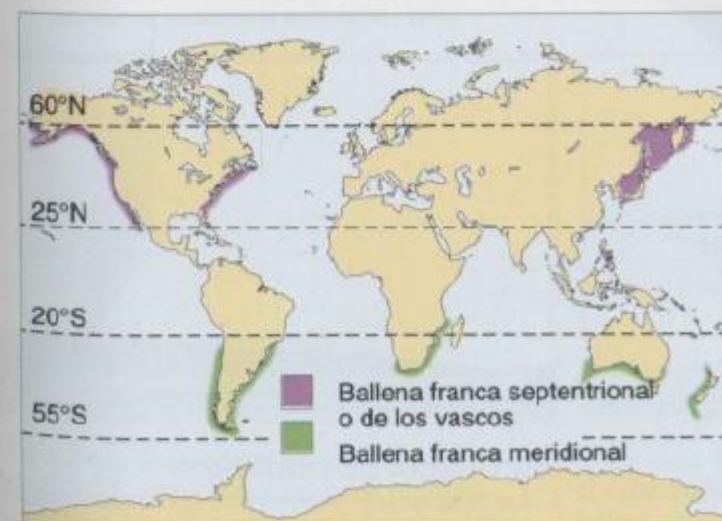 60°N
25°N
20°S
55°S
Ballena franca septentrional
o de los vascos
Ballena franca meridional